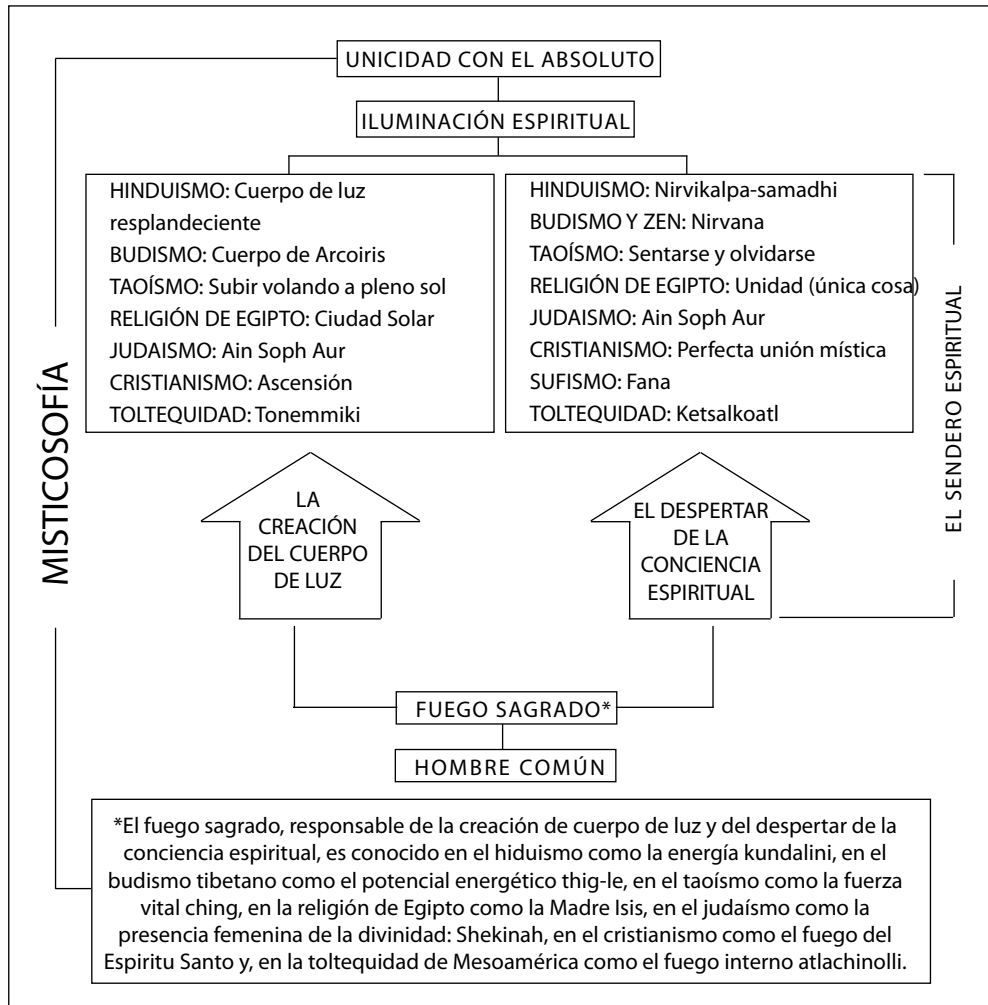 UNICIDAD CON EL ABSOLUTO
ILUMINACIÓN ESPIRITUAL
HINDUISMO: Cuerpo de luz
resplandeciente
BUDISMO: Cuerpo de Arcoiris
TAOÍSMO: Subir volando a pleno sol
RELIGIÓN DE EGIPTO: Ciudad Solar
JUDAISMO: Ain Soph Aur
CRISTIANISMO: Ascensión
TOLTEQUIDAD: Tonemmiki
HINDUISMO: Nirvikalpa-samadhi
BUDISMO Y ZEN: Nirvana
TAOÍSMO: Sentarse y olvidarse
RELIGIÓN DE EGIPTO: Unidad (única cosa)
JUDAISMO: Ain Soph Aur
CRISTIANISMO: Perfecta unión mística
SUFISMO: Fana
TOLTEQUIDAD: Ketsalkoatl
MISTICOSOFÍA
EL SENDERO ESPIRITUAL
LA
CREACIÓN
DEL CUERPO
DE LUZ
EL DESPERTAR
DE LA
CONCIENCIA
ESPIRITUAL
FUEGO SAGRADO*
HOMBRE COMÚN
*El fuego sagrado, responsable de la creación de cuerpo de luz y del despertar de la
conciencia espiritual, es conocido en el hiduismo como la energía kundalini, en el
budismo tibetano como el potencial energético thig-le, en el taoísmo como la fuerza
vital ching, en la religión de Egipto como la Madre Isis, en el judaísmo como la
presencia femenina de la divinidad: Shekinah, en el cristianismo como el fuego del
Espiritu Santo y, en la toltequidad de Mesoamérica como el fuego interno atlachinolli.